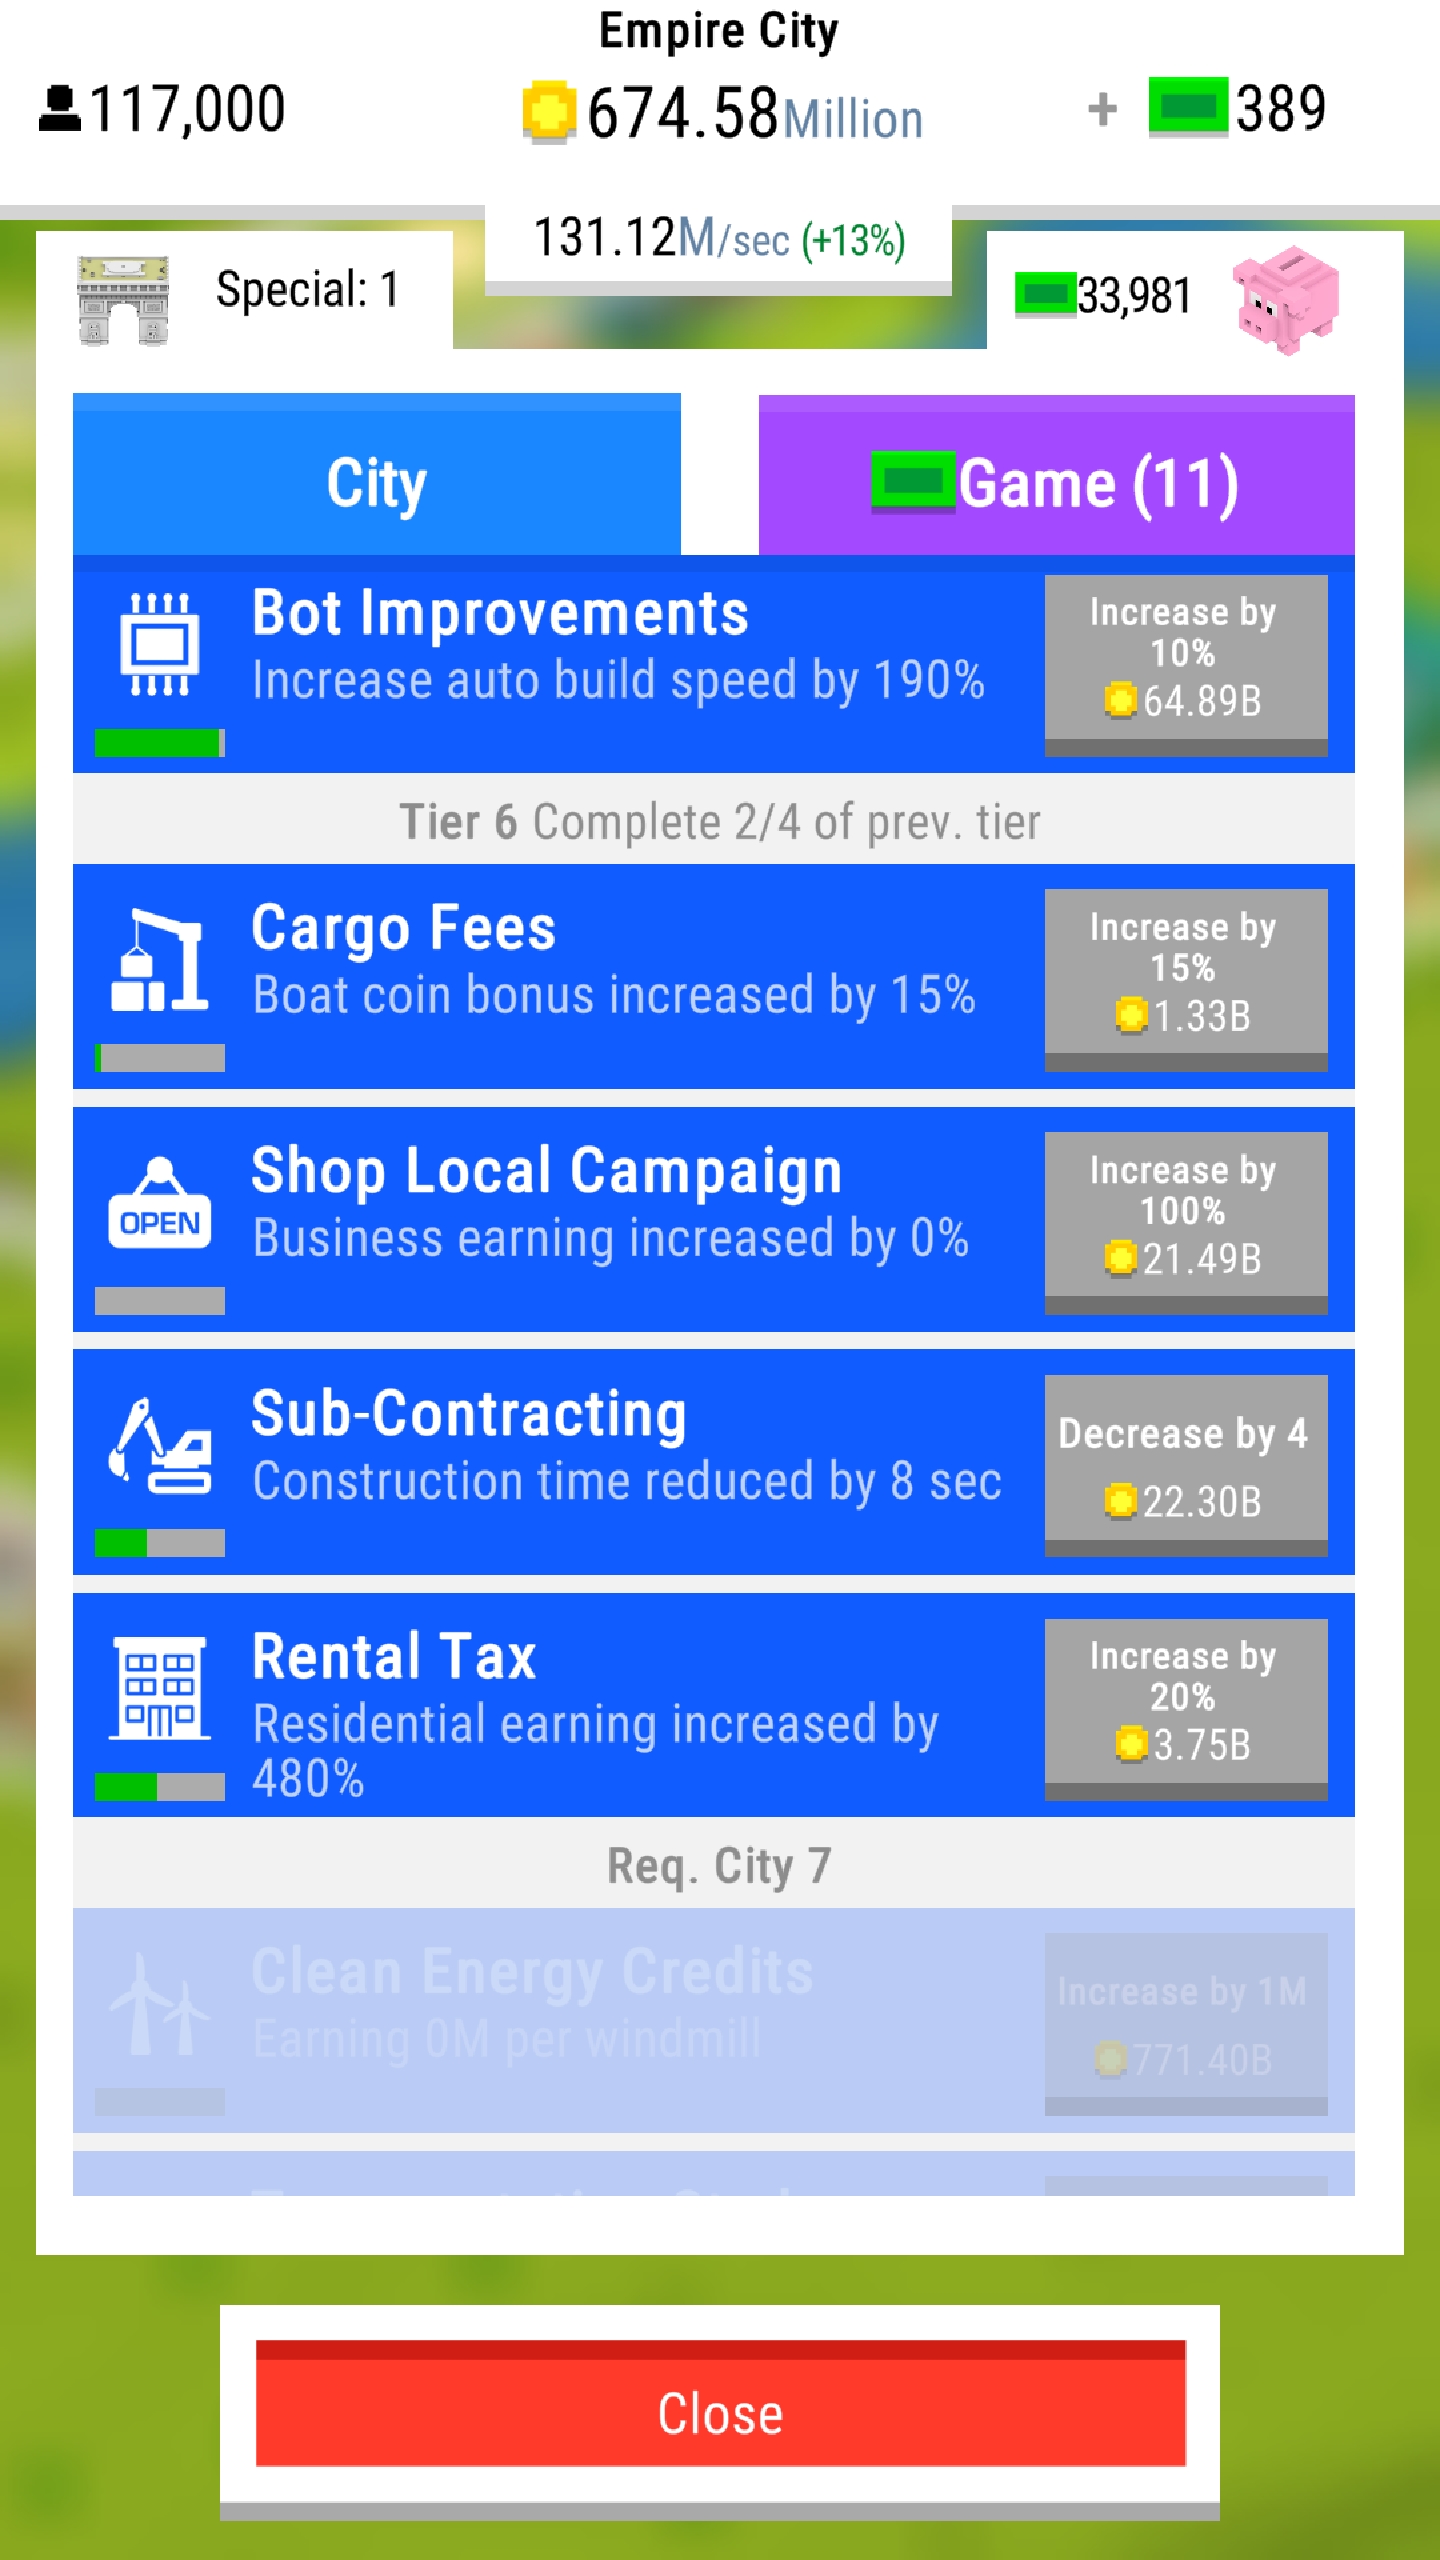 Empire City
117,000
674.58Million
+ 389
131.12M/sec (+13%)
Special: 1
33,981
City
Game (11)
Bot Improvements
Increase auto build speed by 190%
Increase by
10%
64.89B
Tier 6 Complete 2/4 of prev. tier
Cargo Fees
Boat coin bonus increased by 15%
Increase by
15%
1.33B
Shop Local Campaign
OPEN
Business earning increased by 0%
Increase by
100%
21.49B
Sub-Contracting
Construction time reduced by 8 sec
Decrease by 4
22.30B
Rental Tax
Residential earning increased by
480%
Increase by
20%
3.75B
Req. City 7
Clean Energy Credits
Earning 0M per windmill
Increase by 1M
771.40B
Close